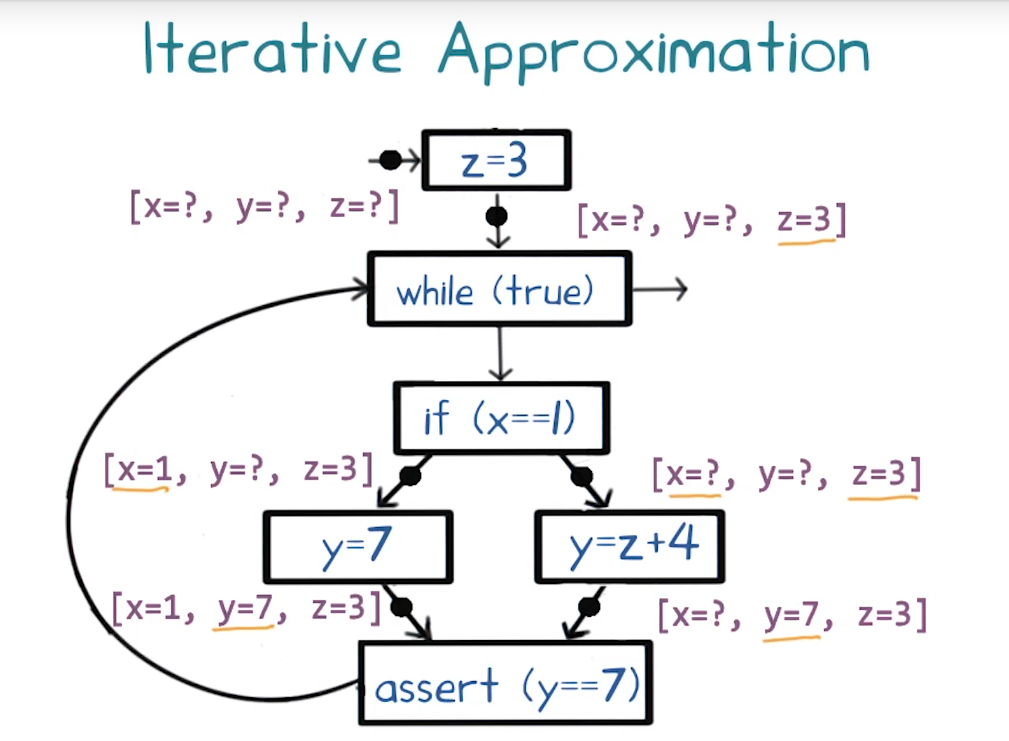 Iterative Approximation
z=3
[x=?, y=?, z=?]
[x=?, y=?, z=3]
while (true)
if (x==1)
[x=1, y=?, z=3]
[x=?, y=?, z=3]
y=7
y=z+4
[x=1, y=7, z=3]
[x=?, y=7, z=3]
assert (y==7)